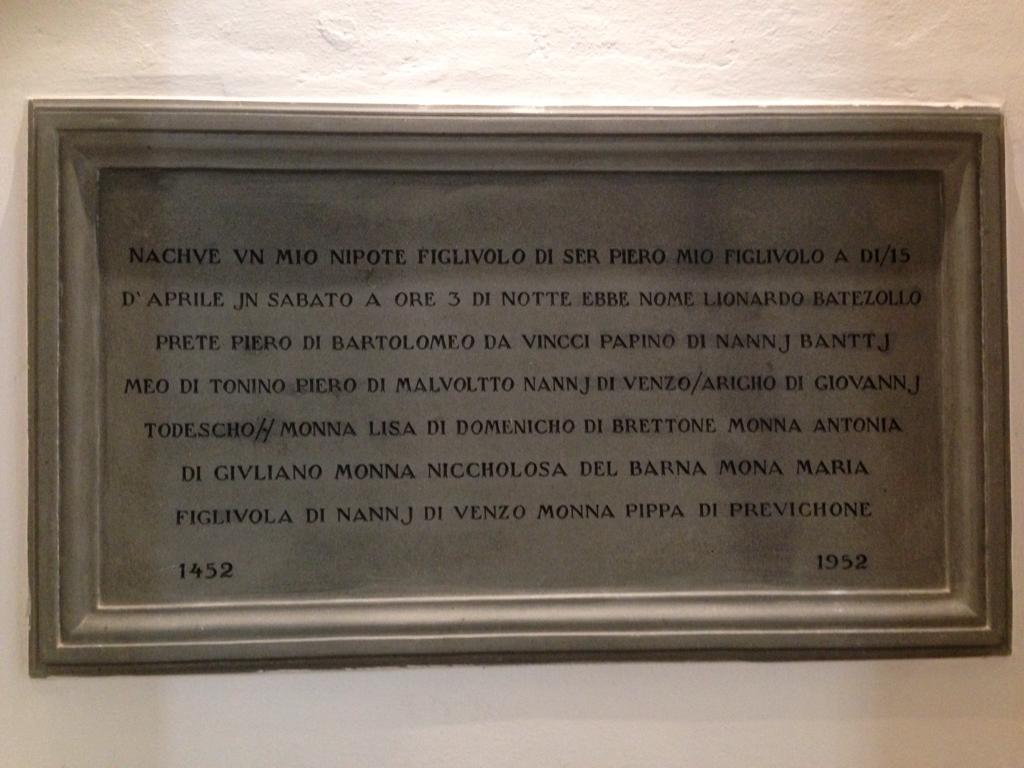 NACHVE VN MIO NIPOTE FIGLIVOLO DI SER PIERO MIO FIGLIVOLO A DI/15
D' APRILE JN SABATO A ORE 3 DI NOTTE EBBE NOME LIONARDO BATEZOLLO
PRETE PIERO DI BARTOLOMEO DA VINCCI PAPINO DI NANNJ BANTTJ
MEO DI TONINO PIERO DI MALVOLTTO NANNJ DI VENZO/ARIGHO DI GIOVANNJ
TODESCHO// MONNA LISA DI DOMENICHO DI BRETTONE MONNA ANTONIA
DI GIVLIANO MONNA NICCHOLOSA DEL BARNA MONA MARIA
FIGLIVOLA DI NANNJ DI VENZO MONNA PIPPA DI PREVICHONE
1452 1952